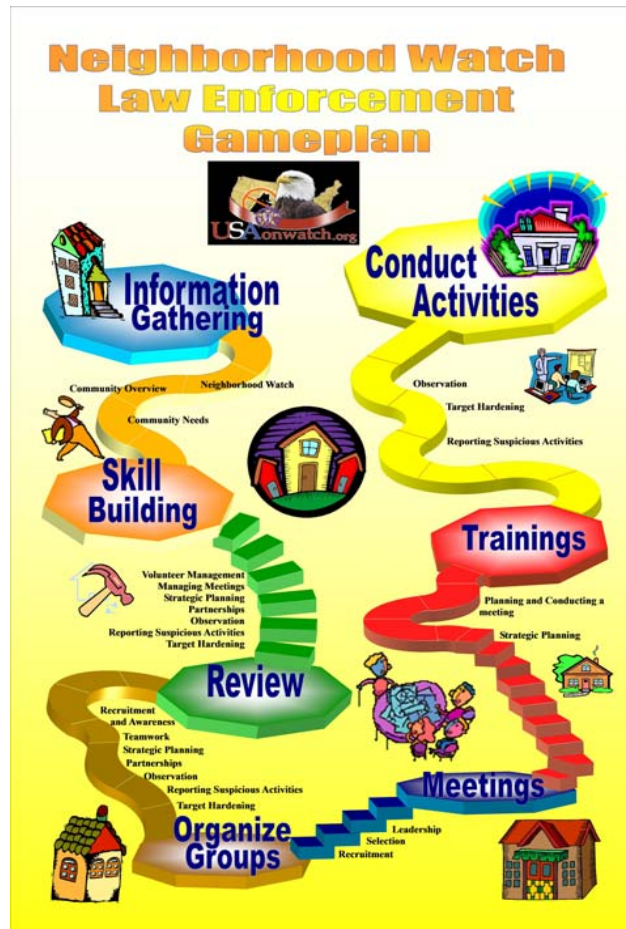 Neighborhood Watch
Law Enforcement
Gameplan
USAonwatch.org
Information
Gathering
Neighborhood Watch
Community Overview
Community Needs
Skill
Building
Volunteer Management
Managing Meetings
Strategic Planning
Partnerships
Observation
Reporting Suspicious Activities
Target Hardening
Review
Recruitment
and Awareness
Teamwork
Strategic Planning
Partnerships
Observation
Reporting Suspicious Activities
Target Hardening
Organize
Groups
Leadership
Selection
Recruitment
Meetings
Planning and Conducting a
meeting
Strategic Planning
Trainings
Observation
Target Hardening
Reporting Suspicious Activities
Conduct
Activities